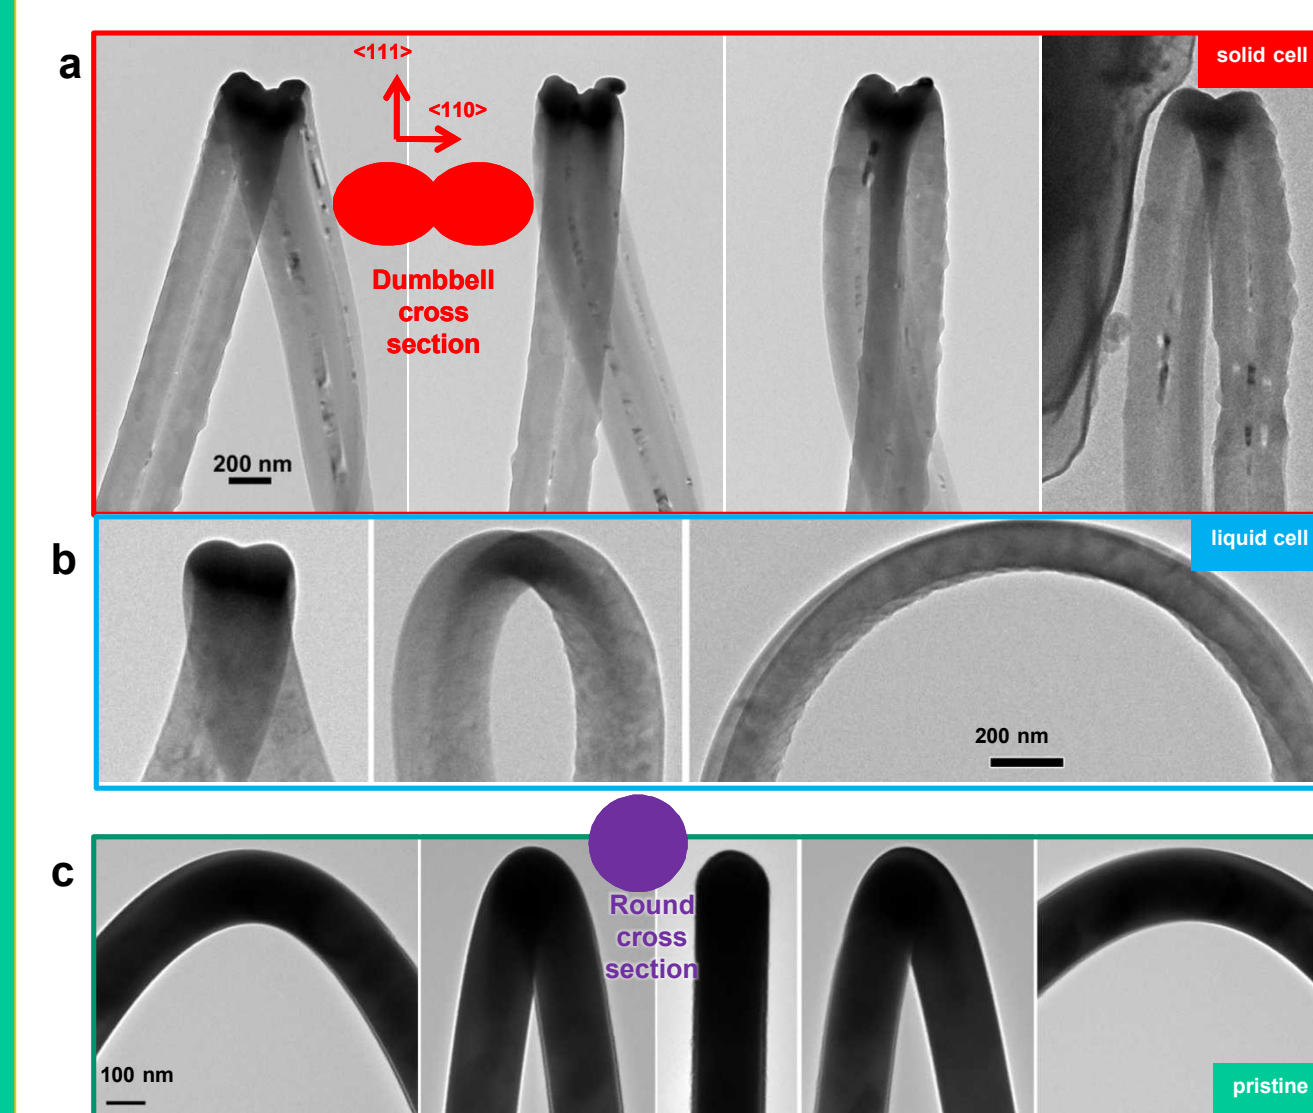 a
<111>
<110>
solid cell
Dumbbell
cross
section
200 nm
b
liquid cell
200 nm
c
Round
cross
section
100 nm
pristine